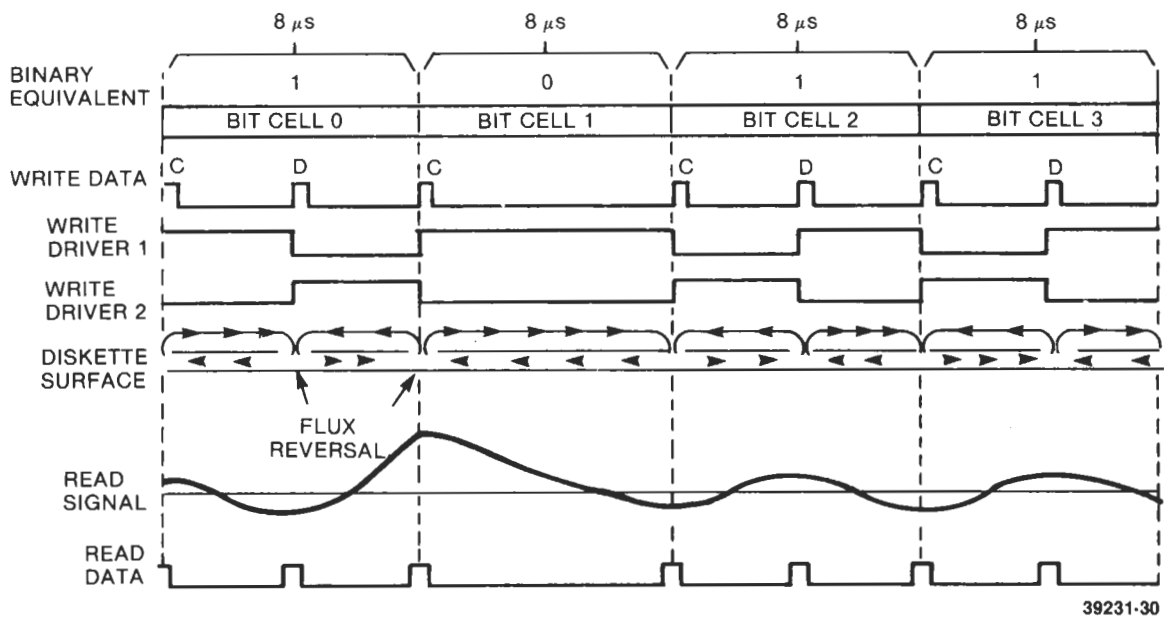 8 μs 8 μs 8 μs 8 μs
BINARY
EQUIVALENT
1 0 1 1
BIT CELL 0 BIT CELL 1 BIT CELL 2 BIT CELL 3
WRITE DATA
C D C C D C D
WRITE
DRIVER 1
WRITE
DRIVER 2
DISKETTE
SURFACE
FLUX
REVERSAL
READ
SIGNAL
READ
DATA
39231-30